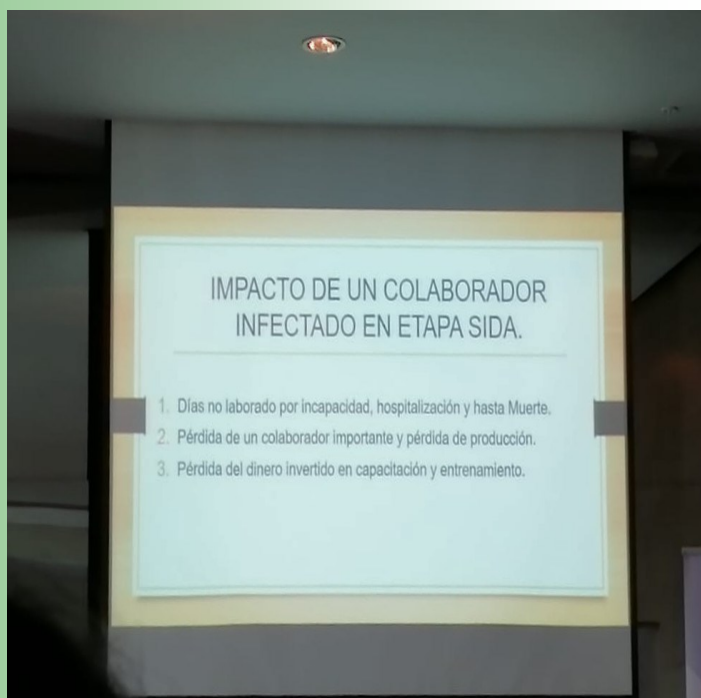 IMPACTO DE UN COLABORADOR
INFECTADO EN ETAPA SIDA.
1. Días no laborado por incapacidad, hospitalización y hasta Muerte.
2. Pérdida de un colaborador importante y pérdida de producción.
3. Pérdida del dinero invertido en capacitación y entrenamiento.